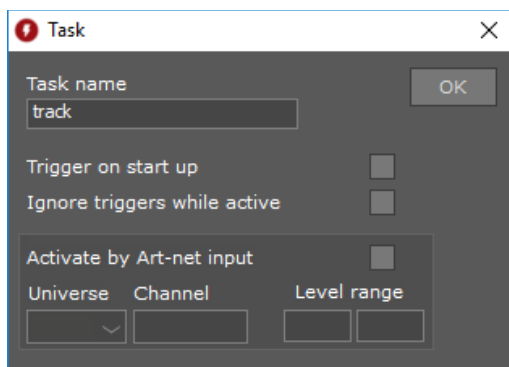 Task
Task name
OK
track
Trigger on start up
Ignore triggers while active
Activate by Art-net input
Universe Channel Level range